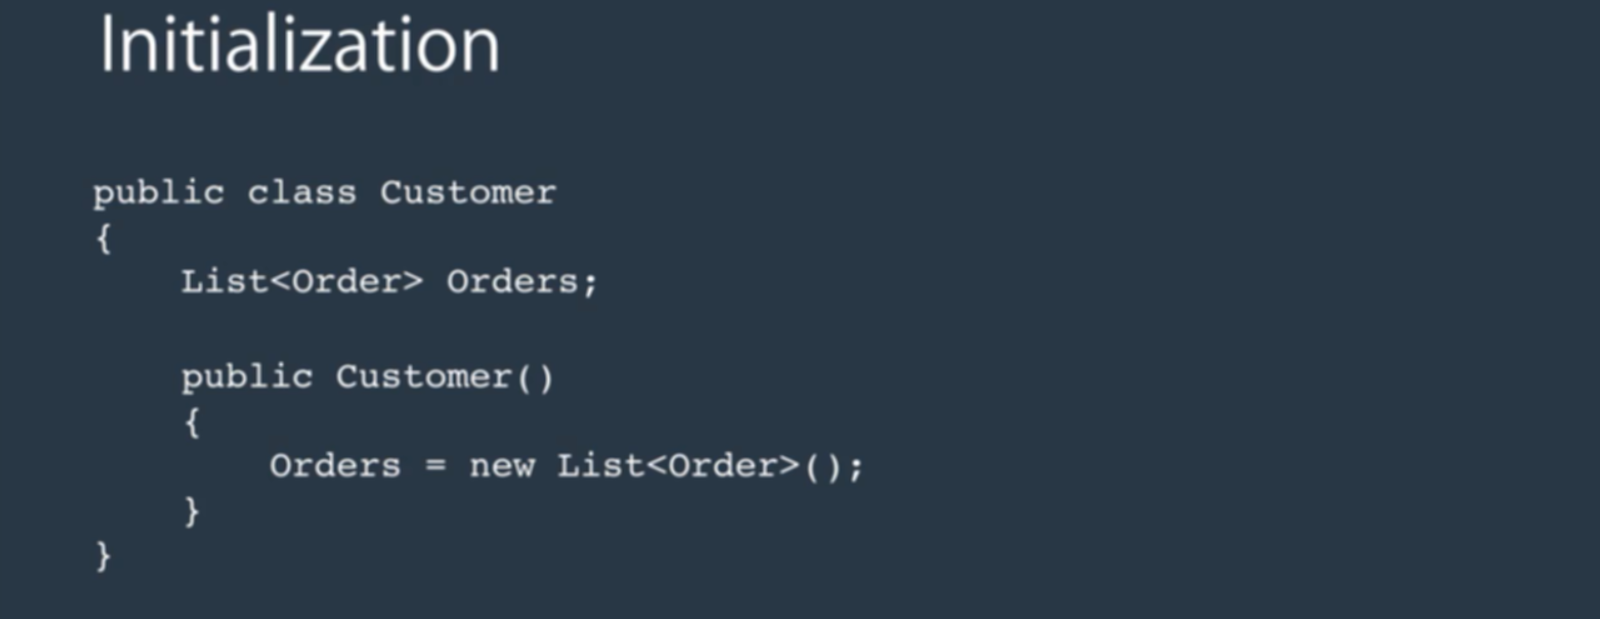 Initialization
public class Customer
{
List<Order> Orders;
public Customer()
{
Orders = new List<Order>();
}
}